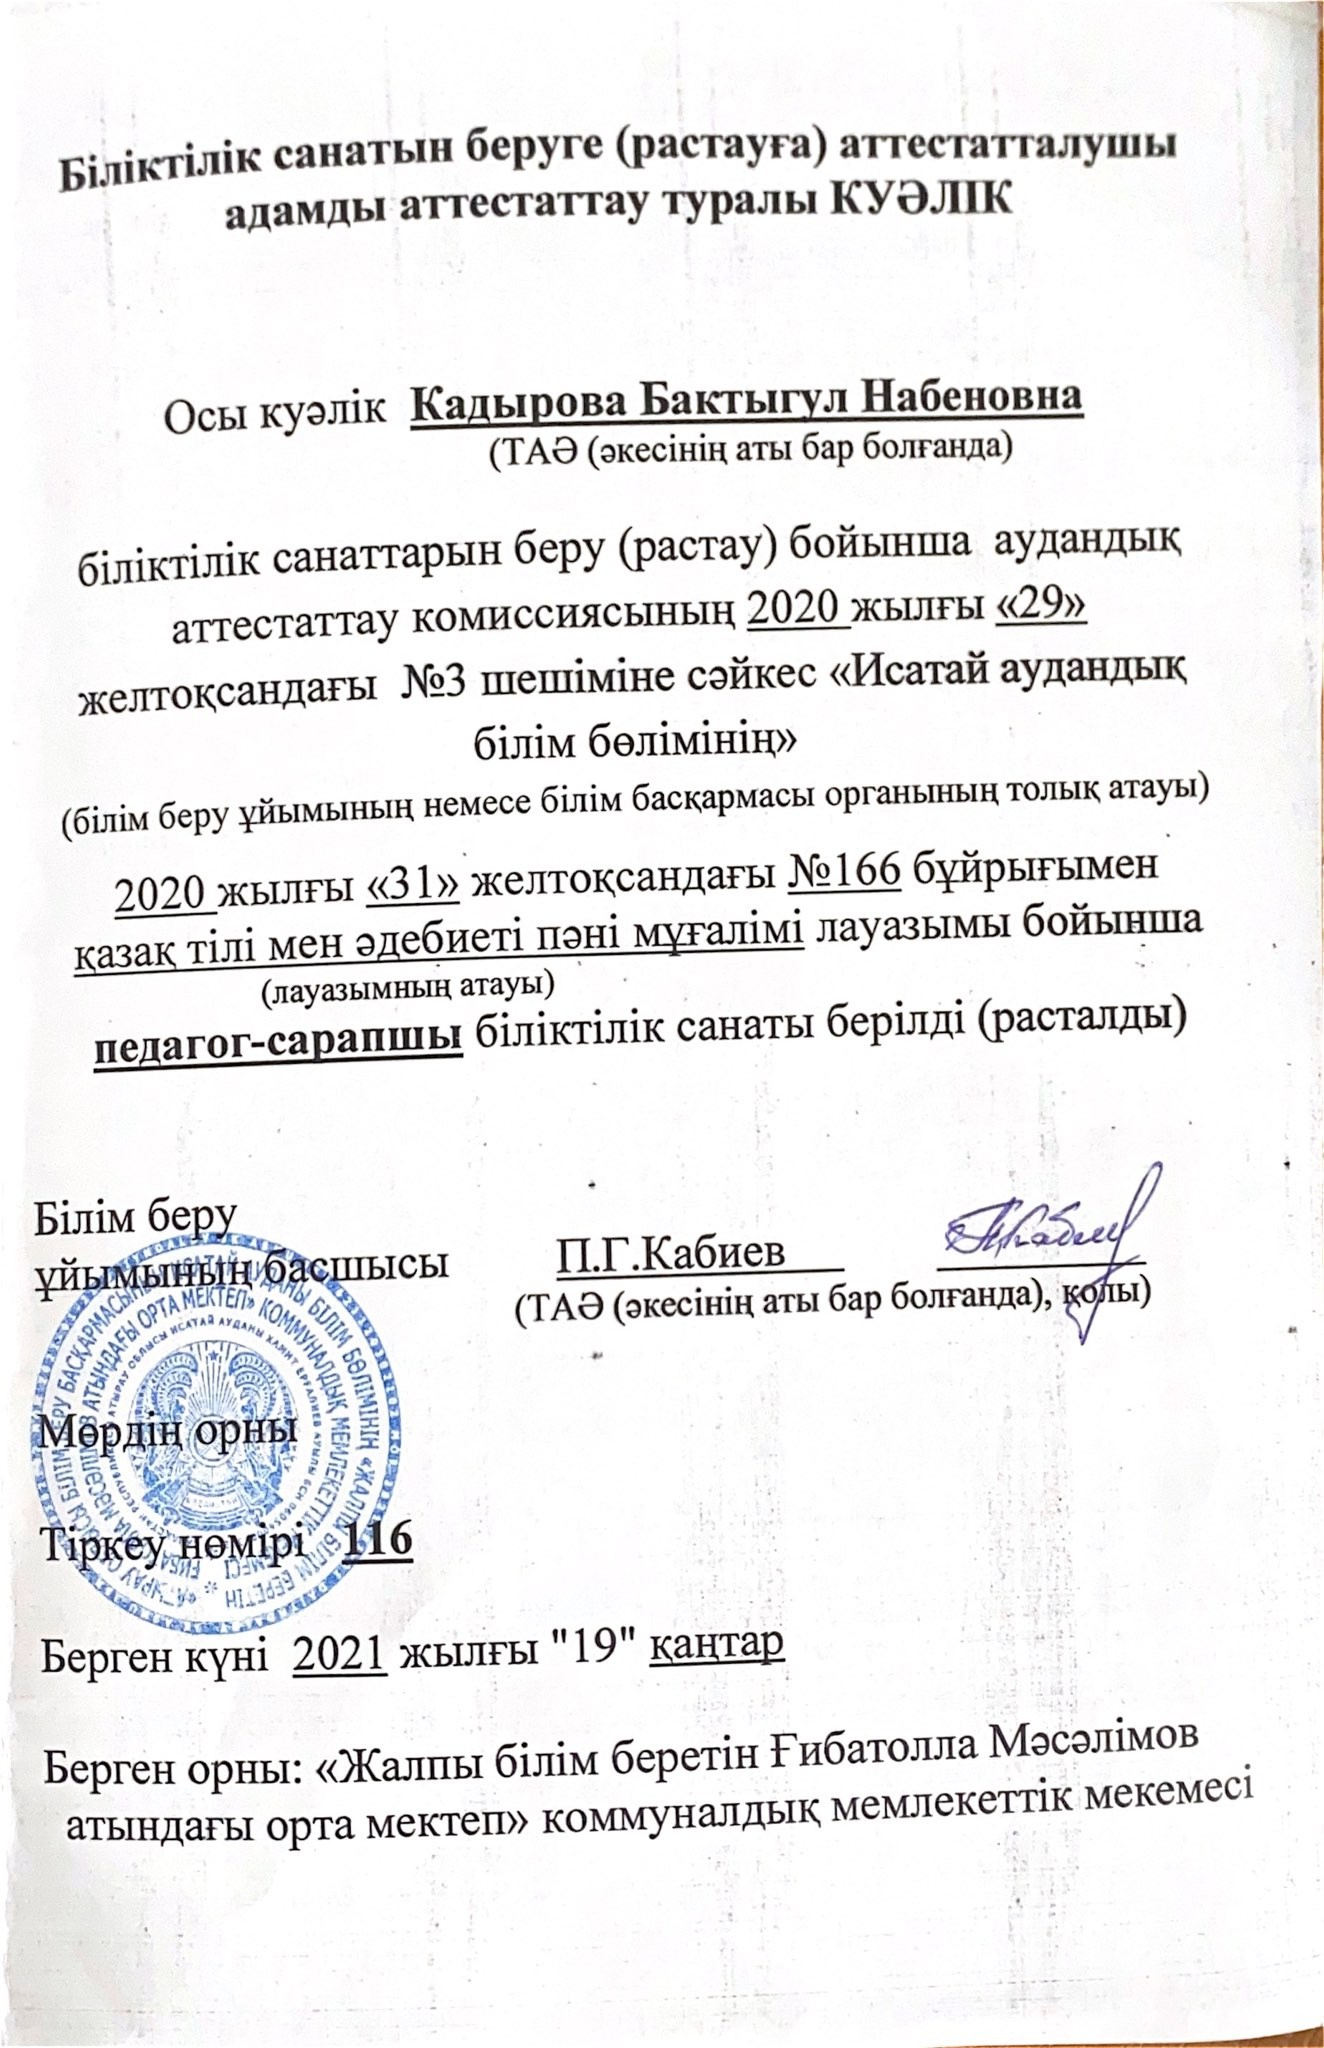 Біліктілік санатын беруге (растауға) аттестатталушы
адамды аттестаттау туралы КУӘЛІК
Осы куәлік Кадырова Бактыгул Набеновна
(ТАӘ (әкесінің аты бар болғанда)
біліктілік санаттарын беру (растау) бойынша аудандық
аттестаттау комиссиясының 2020 жылғы «29»
желтоқсандағы №3 шешіміне сәйкес «Исатай аудандық
білім бөлімінің»
(білім беру ұйымының немесе білім басқармасы органының толық атауы)
2020 жылғы «31» желтоқсандағы №166 бұйрығымен
қазақ тілі мен әдебиеті пәні мұғалімі лауазымы бойынша
(лауазымның атауы)
педагог-сарапшы біліктілік санаты берілді (расталды)
Білім беру
ұйымының басшысы П.Г.Кабиев
(ТАӘ (әкесінің аты бар болғанда), қолы)
Мөрдің орны
Тіркеу нөмірі 116
Берген күні 2021 жылғы "19" қаңтар
Берген орны: «Жалпы білім беретін Ғибатолла Мәсәлімов
атындағы орта мектеп» коммуналдық мемлекеттік мекемесі